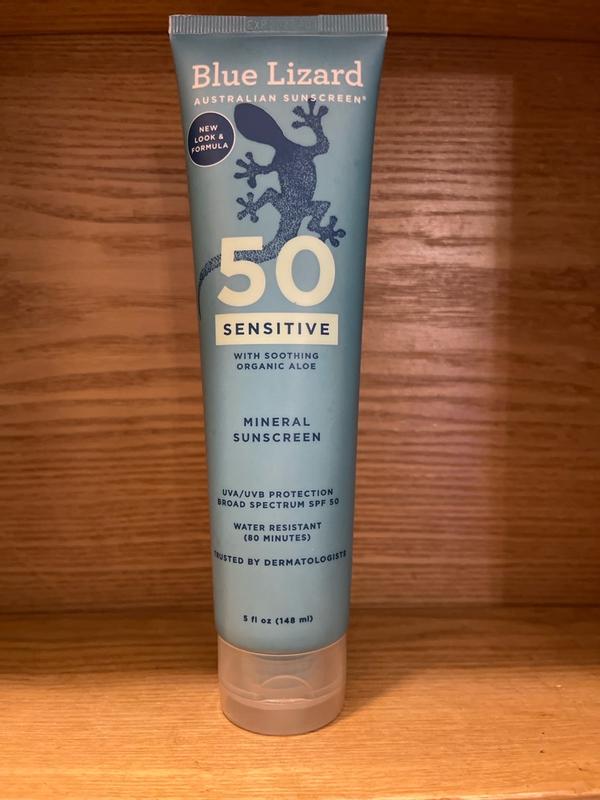 Blue Lizard
AUSTRALIAN SUNSCREEN®
NEW
LOOK &
FORMULA
50
SENSITIVE
WITH SOOTHING
ORGANIC ALOE
MINERAL
SUNSCREEN
UVA/UVB PROTECTION
BROAD SPECTRUM SPF 50
WATER RESISTANT
(80 MINUTES)
TRUSTED BY DERMATOLOGISTS
5 fl oz (148 ml)